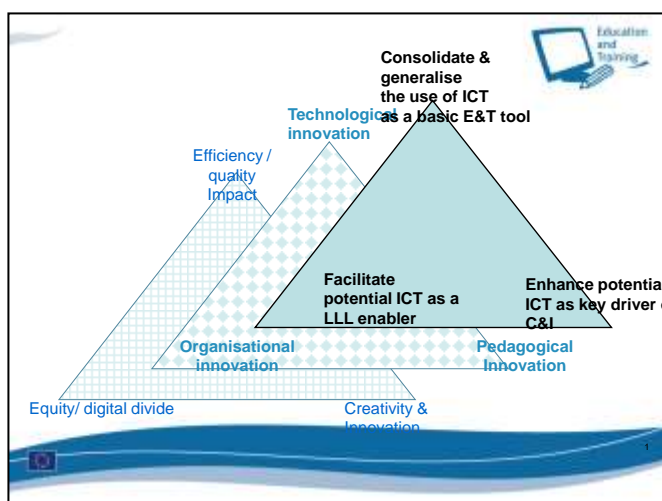 Education
and
Training
Consolidate &
generalise
the use of ICT
as a basic E&T tool
Technological
innovation
Efficiency /
quality
Impact
Facilitate
potential ICT as a
LLL enabler
Enhance potentia
ICT as key driver
C&I
Organisational
innovation
Pedagogical
Innovation
Equity/ digital divide
Creativity &
Innovation
1